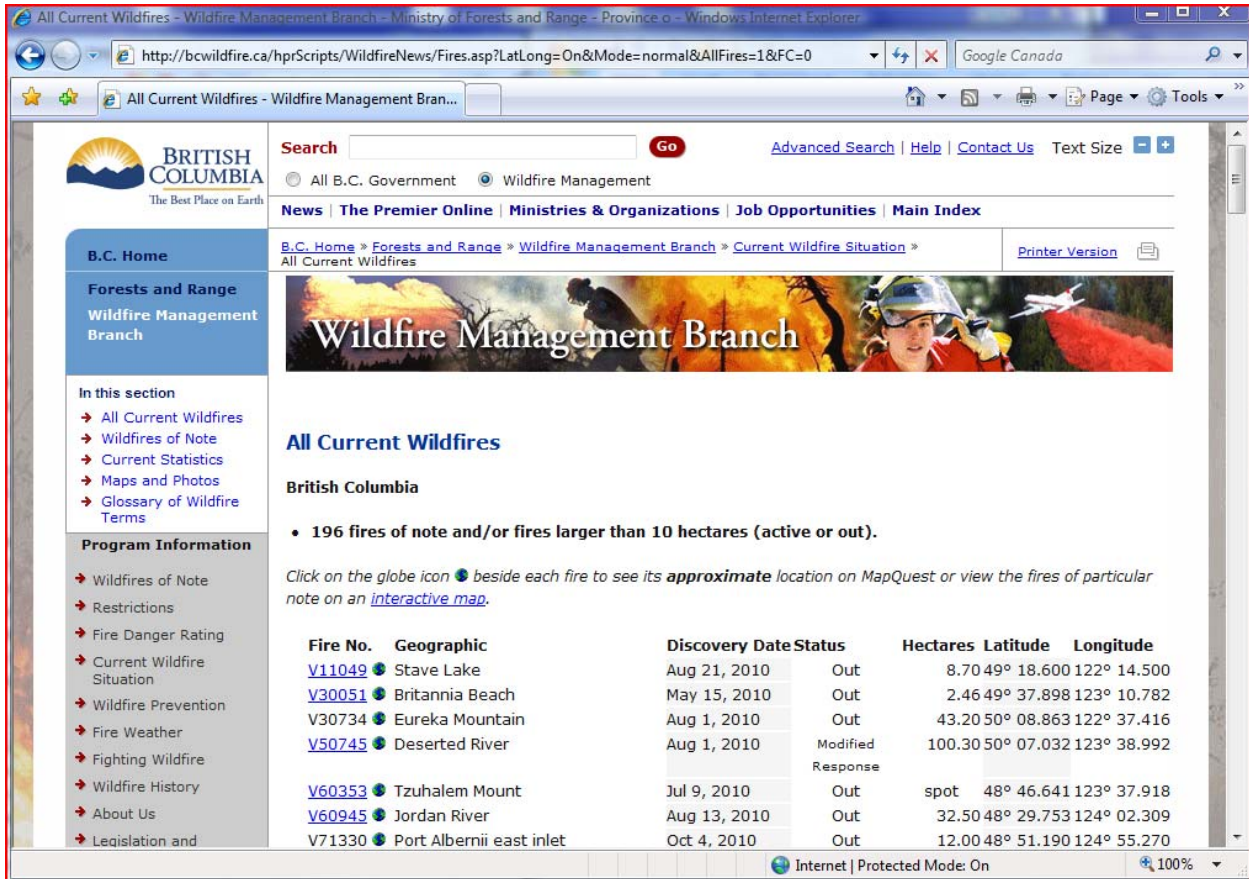 All Current Wildfires - Wildfire Management Branch - Ministry of Forests and Range - Province o - Windows Internet Explorer
http://bcwildfire.ca/hprScripts/WildfireNews/Fires.asp?LatLong=On&Mode=normal&AllFires=1&FC=0
Google Canada
All Current Wildfires - Wildfire Management Bran...
Page
Tools
BRITISH
COLUMBIA
The Best Place on Earth
Search
Go
Advanced Search | Help | Contact Us
Text Size
All B.C. Government
Wildfire Management
News | The Premier Online | Ministries & Organizations | Job Opportunities | Main Index
B.C. Home » Forests and Range » Wildfire Management Branch » Current Wildfire Situation »
All Current Wildfires
Printer Version
B.C. Home
Forests and Range
Wildfire Management
Branch
In this section
All Current Wildfires
Wildfires of Note
Current Statistics
Maps and Photos
Glossary of Wildfire
Terms
Program Information
Wildfires of Note
Restrictions
Fire Danger Rating
Current Wildfire
Situation
Wildfire Prevention
Fire Weather
Fighting Wildfire
Wildfire History
About Us
Legislation and
Wildfire Management Branch
All Current Wildfires
British Columbia
• 196 fires of note and/or fires larger than 10 hectares (active or out).
Click on the globe icon beside each fire to see its approximate location on MapQuest or view the fires of particular
note on an interactive map.
Fire No. Geographic Discovery Date Status Hectares Latitude Longitude
V11049 Stave Lake Aug 21, 2010 Out 8.70 49° 18.600 122° 14.500
V30051 Britannia Beach May 15, 2010 Out 2.46 49° 37.898 123° 10.782
V30734 Eureka Mountain Aug 1, 2010 Out 43.20 50° 08.863 122° 37.416
V50745 Deserted River Aug 1, 2010 Modified 100.30 50° 07.032 123° 38.992
Response
V60353 Tzuhalem Mount Jul 9, 2010 Out spot 48° 46.641 123° 37.918
V60945 Jordan River Aug 13, 2010 Out 32.50 48° 29.753 124° 02.309
V71330 Port Albernii east inlet Oct 4, 2010 Out 12.00 48° 51.190 124° 55.270
Internet | Protected Mode: On
100%